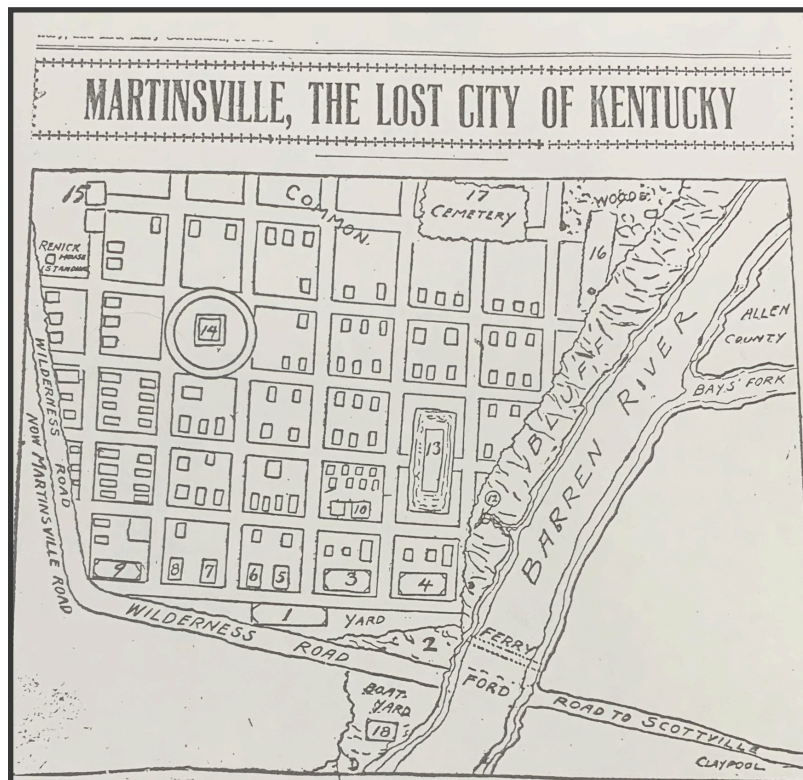 MARTINSVILLE, THE LOST CITY OF KENTUCKY
15
COMMON.
17
CEMETERY
WOODS
16
RENICK
HOUSE
(STANDING)
14
ALLEN
COUNTY
BAYS' FORK
WILDERNESS ROAD
NOW MARTINSVILLE ROAD
BLUFF
BARREN RIVER
13
10
12
9
8
7
6
5
3
4
1
YARD
2
WILDERNESS ROAD
FERRY
FORD
BOAT
YARD
18
ROAD TO SCOTTVILLE
CLAYPOOL